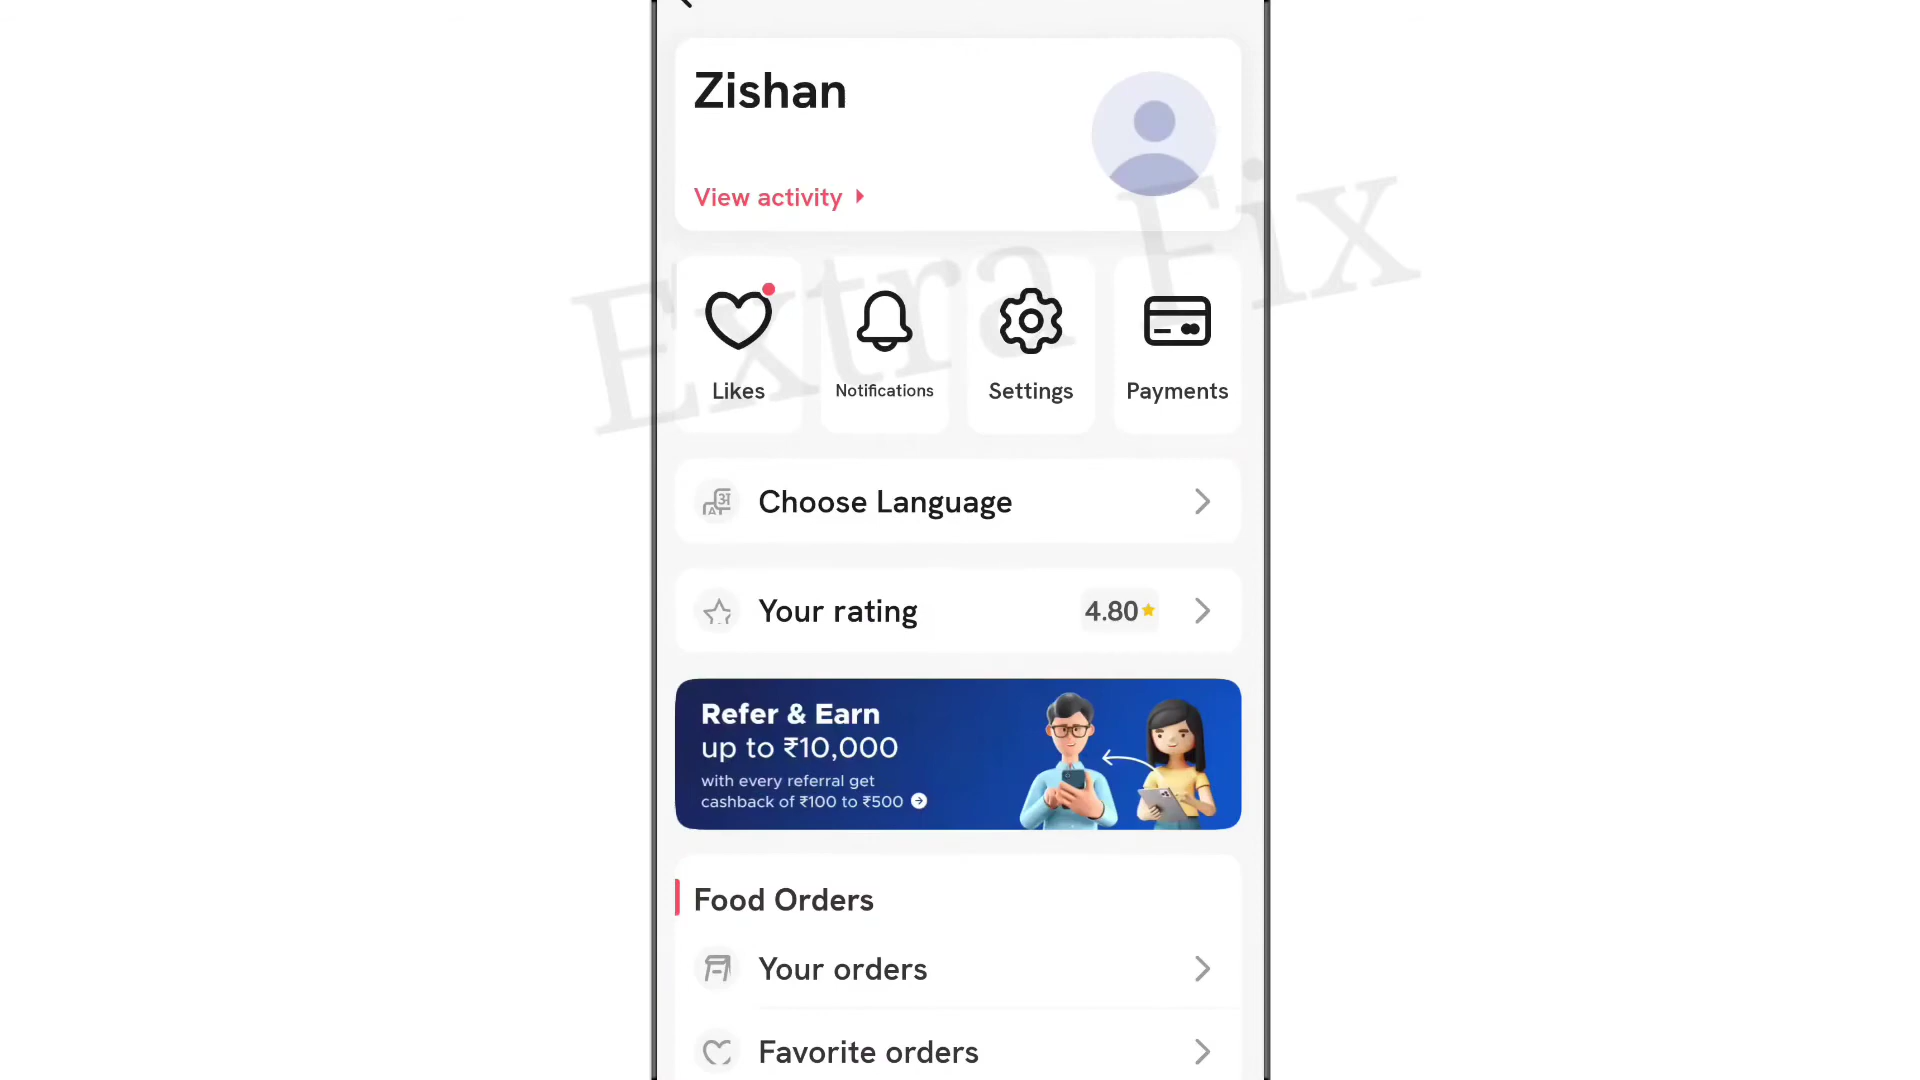 Zishan
View activity
Extra Fix
Likes
Notifications
Settings
Payments
Choose Language
Your rating
4.80
Refer & Earn
up to ₹10,000
with every referral get
cashback of ₹100 to ₹500
Food Orders
Your orders
Favorite orders